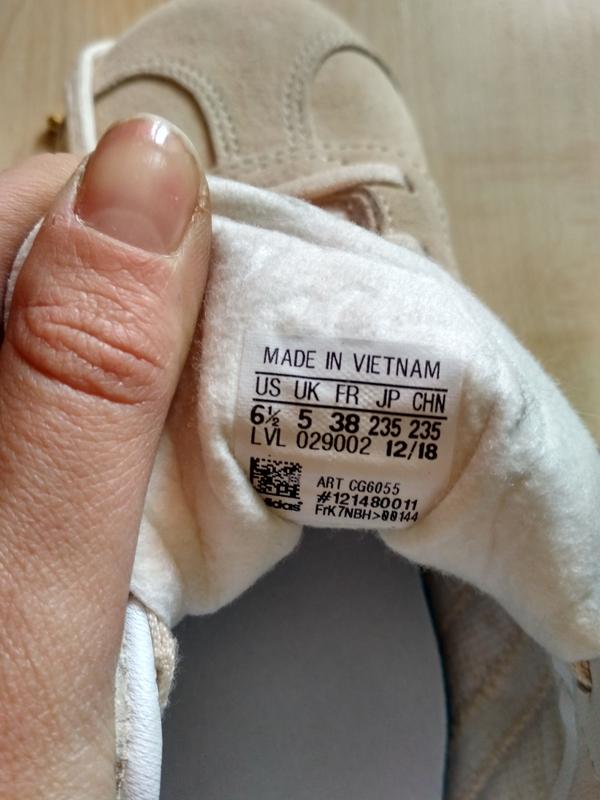 MADE IN VIETNAM
US UK FR JP CHN
6½ 5 38 235 235
LVL 029002 12/18
ART CG6055
#121480011
adidas
FrK7NBH>00144